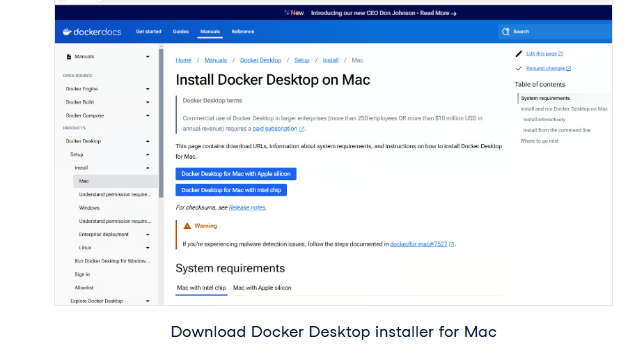 New Introducing our new CEO Don Johnson - Read More →
dockerdocs Get started Guides Manuals Reference Search
Manuals
OPEN SOURCE
Docker Engine
Docker Build
Docker Compose
PRODUCTS
Docker Desktop
Setup
Install
Mac
Understand permission require...
Windows
Understand permission require...
Enterprise deployment
Linux
Run Docker Desktop for Window...
Sign in
Allowlist
Explore Docker Desktop
Home / Manuals / Docker Desktop / Setup / Install / Mac
Install Docker Desktop on Mac
Docker Desktop terms
Commercial use of Docker Desktop in larger enterprises (more than 250 employees OR more than $10 million USD in
annual revenue) requires a paid subscription.
This page contains download URLs, information about system requirements, and instructions on how to install Docker Desktop
for Mac.
Docker Desktop for Mac with Apple silicon
Docker Desktop for Mac with Intel chip
For checksums, see Release notes.
Warning
If you're experiencing malware detection issues, follow the steps documented in docker/for-mac#7527.
System requirements
Mac with Intel chip Mac with Apple silicon
Edit this page
Request changes
Table of contents
System requirements
Install and run Docker Desktop on Mac
Install interactively
Install from the command line
Where to go next
Download Docker Desktop installer for Mac